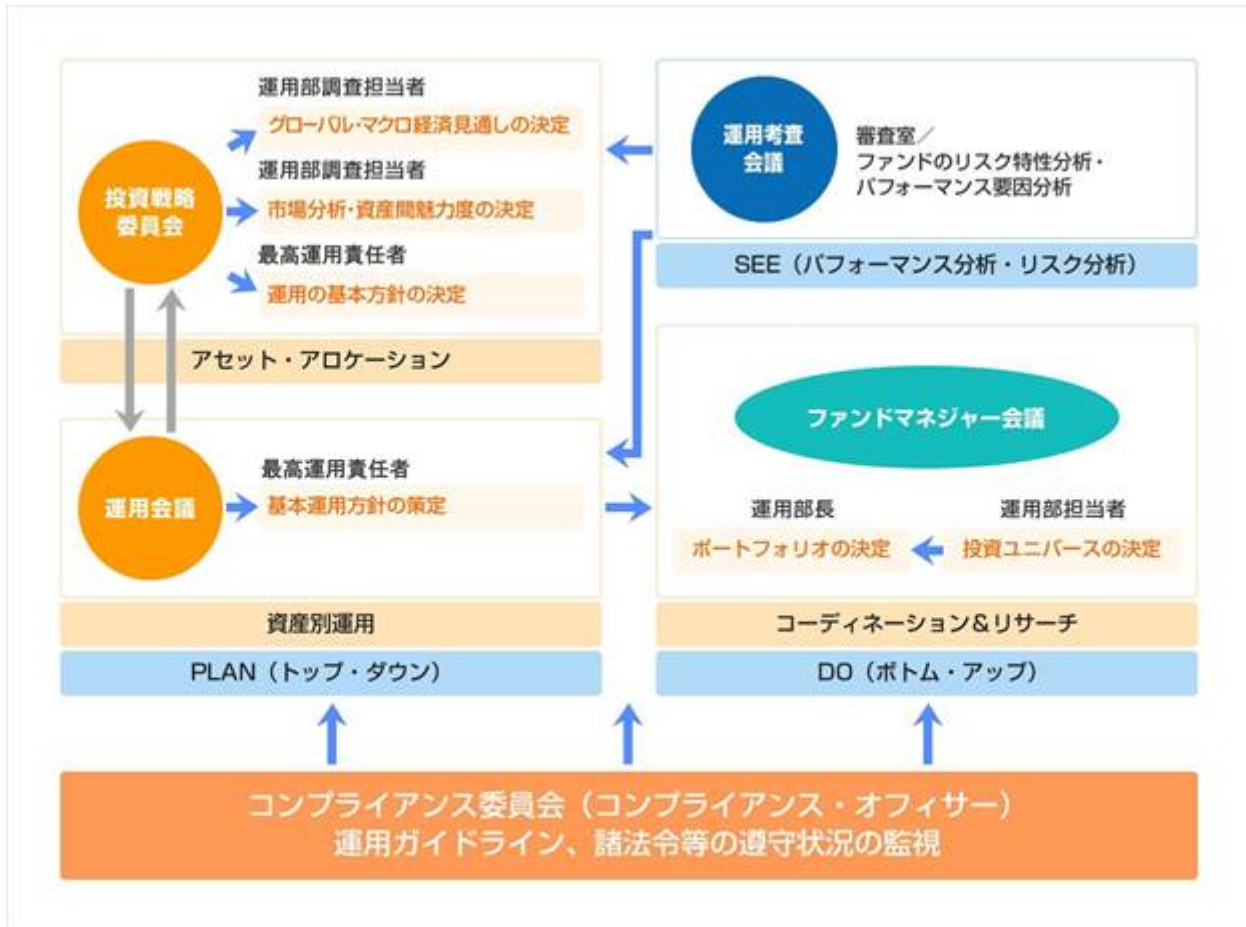 運用部調査担当者
グローバル・マクロ経済見通しの決定
投資戦略
委員会
運用部調査担当者
市場分析・資産間魅力度の決定
最高運用責任者
運用の基本方針の決定
アセット・アロケーション
運用考査
会議
審査室／
ファンドのリスク特性分析・
パフォーマンス要因分析
SEE（パフォーマンス分析・リスク分析）
運用会議
最高運用責任者
基本運用方針の策定
資産別運用
PLAN（トップ・ダウン）
ファンドマネジャー会議
運用部長
ポートフォリオの決定
運用部担当者
投資ユニバースの決定
コーディネーション＆リサーチ
DO（ボトム・アップ）
コンプライアンス委員会（コンプライアンス・オフィサー）
運用ガイドライン、諸法令等の遵守状況の監視